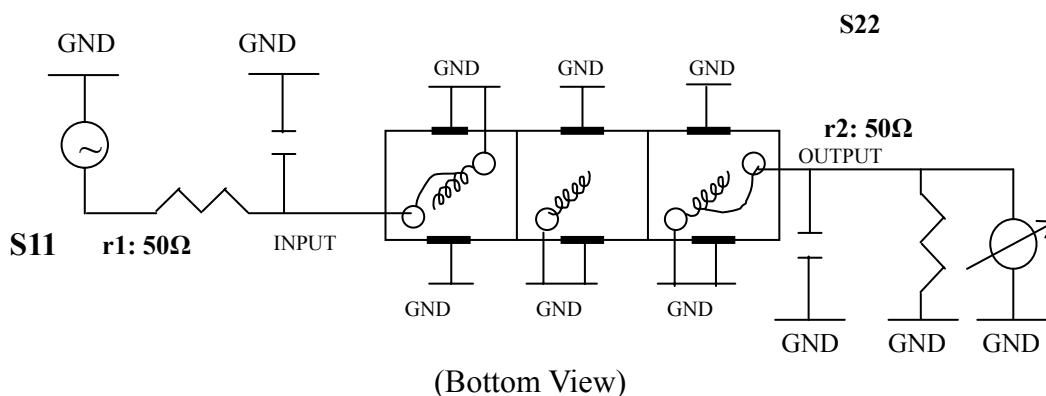 S22
GND
GND
GND
GND
GND
r2: 50Ω
OUTPUT
~
S11
r1: 50Ω
INPUT
GND
GND
GND
GND
GND
GND
(Bottom View)